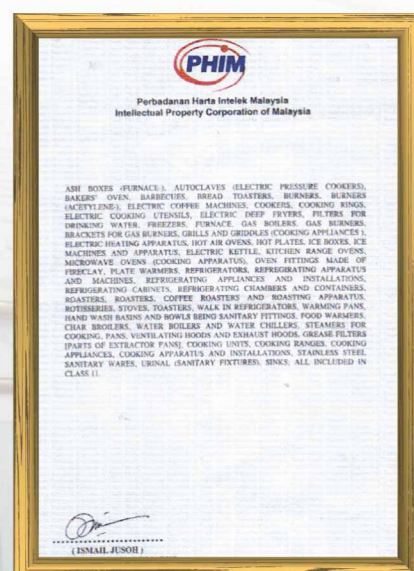 PHIM
Perbadanan Harta Intelek Malaysia
Intellectual Property Corporation of Malaysia
ASH BOXES (FURNACE-), AUTOCLAVES (ELECTRIC PRESSURE COOKERS),
BAKERS' OVEN, BARBECUES, BREAD TOASTERS, BURNERS, BURNERS
(ACETYLENE-), ELECTRIC COFFEE MACHINES, COOKERS, COOKING RINGS,
ELECTRIC COOKING UTENSILS, ELECTRIC DEEP FRYERS, FILTERS FOR
DRINKING WATER, FREEZERS, FURNACE, GAS BOILERS, GAS BURNERS,
BRACKETS FOR GAS BURNERS, GRILLS AND GRIDDLES (COOKING APPLIANCES ),
ELECTRIC HEATING APPARATUS, HOT AIR OVENS, HOT PLATES, ICE BOXES, ICE
MACHINES AND APPARATUS, ELECTRIC KETTLE, KITCHEN RANGE OVENS,
MICROWAVE OVENS (COOKING APPARATUS), OVEN FITTINGS MADE OF
FIRECLAY, PLATE WARMERS, REFRIGERATORS, REFRIGIRATING APPARATUS
AND MACHINES, REFRIGERATING APPLIANCES AND INSTALLATIONS,
REFRIGERATING CABINETS, REFRIGERATING CHAMBERS AND CONTAINERS,
ROASTERS, ROASTERS, COFFEE ROASTERS AND ROASTING APPARATUS,
ROTISSERIES, STOVES, TOASTERS, WALK IN REFRIGERATORS, WARMING PANS,
HAND WASH BASINS AND BOWLS BEING SANITARY FITTINGS, FOOD WARMERS,
CHAR BROILERS, WATER BOILERS AND WATER CHILLERS, STEAMERS FOR
COOKING, PANS, VENTILATING HOODS AND EXHAUST HOODS, GREASE FILTERS
[PARTS OF EXTRACTOR FANS], COOKING UNITS, COOKING RANGES, COOKING
APPLIANCES, COOKING APPARATUS AND INSTALLATIONS, STAINLESS STEEL
SANITARY WARES, URINAL (SANITARY FIXTURES), SINKS; ALL INCLUDED IN
CLASS 11.
( ISMAIL JUSOH )